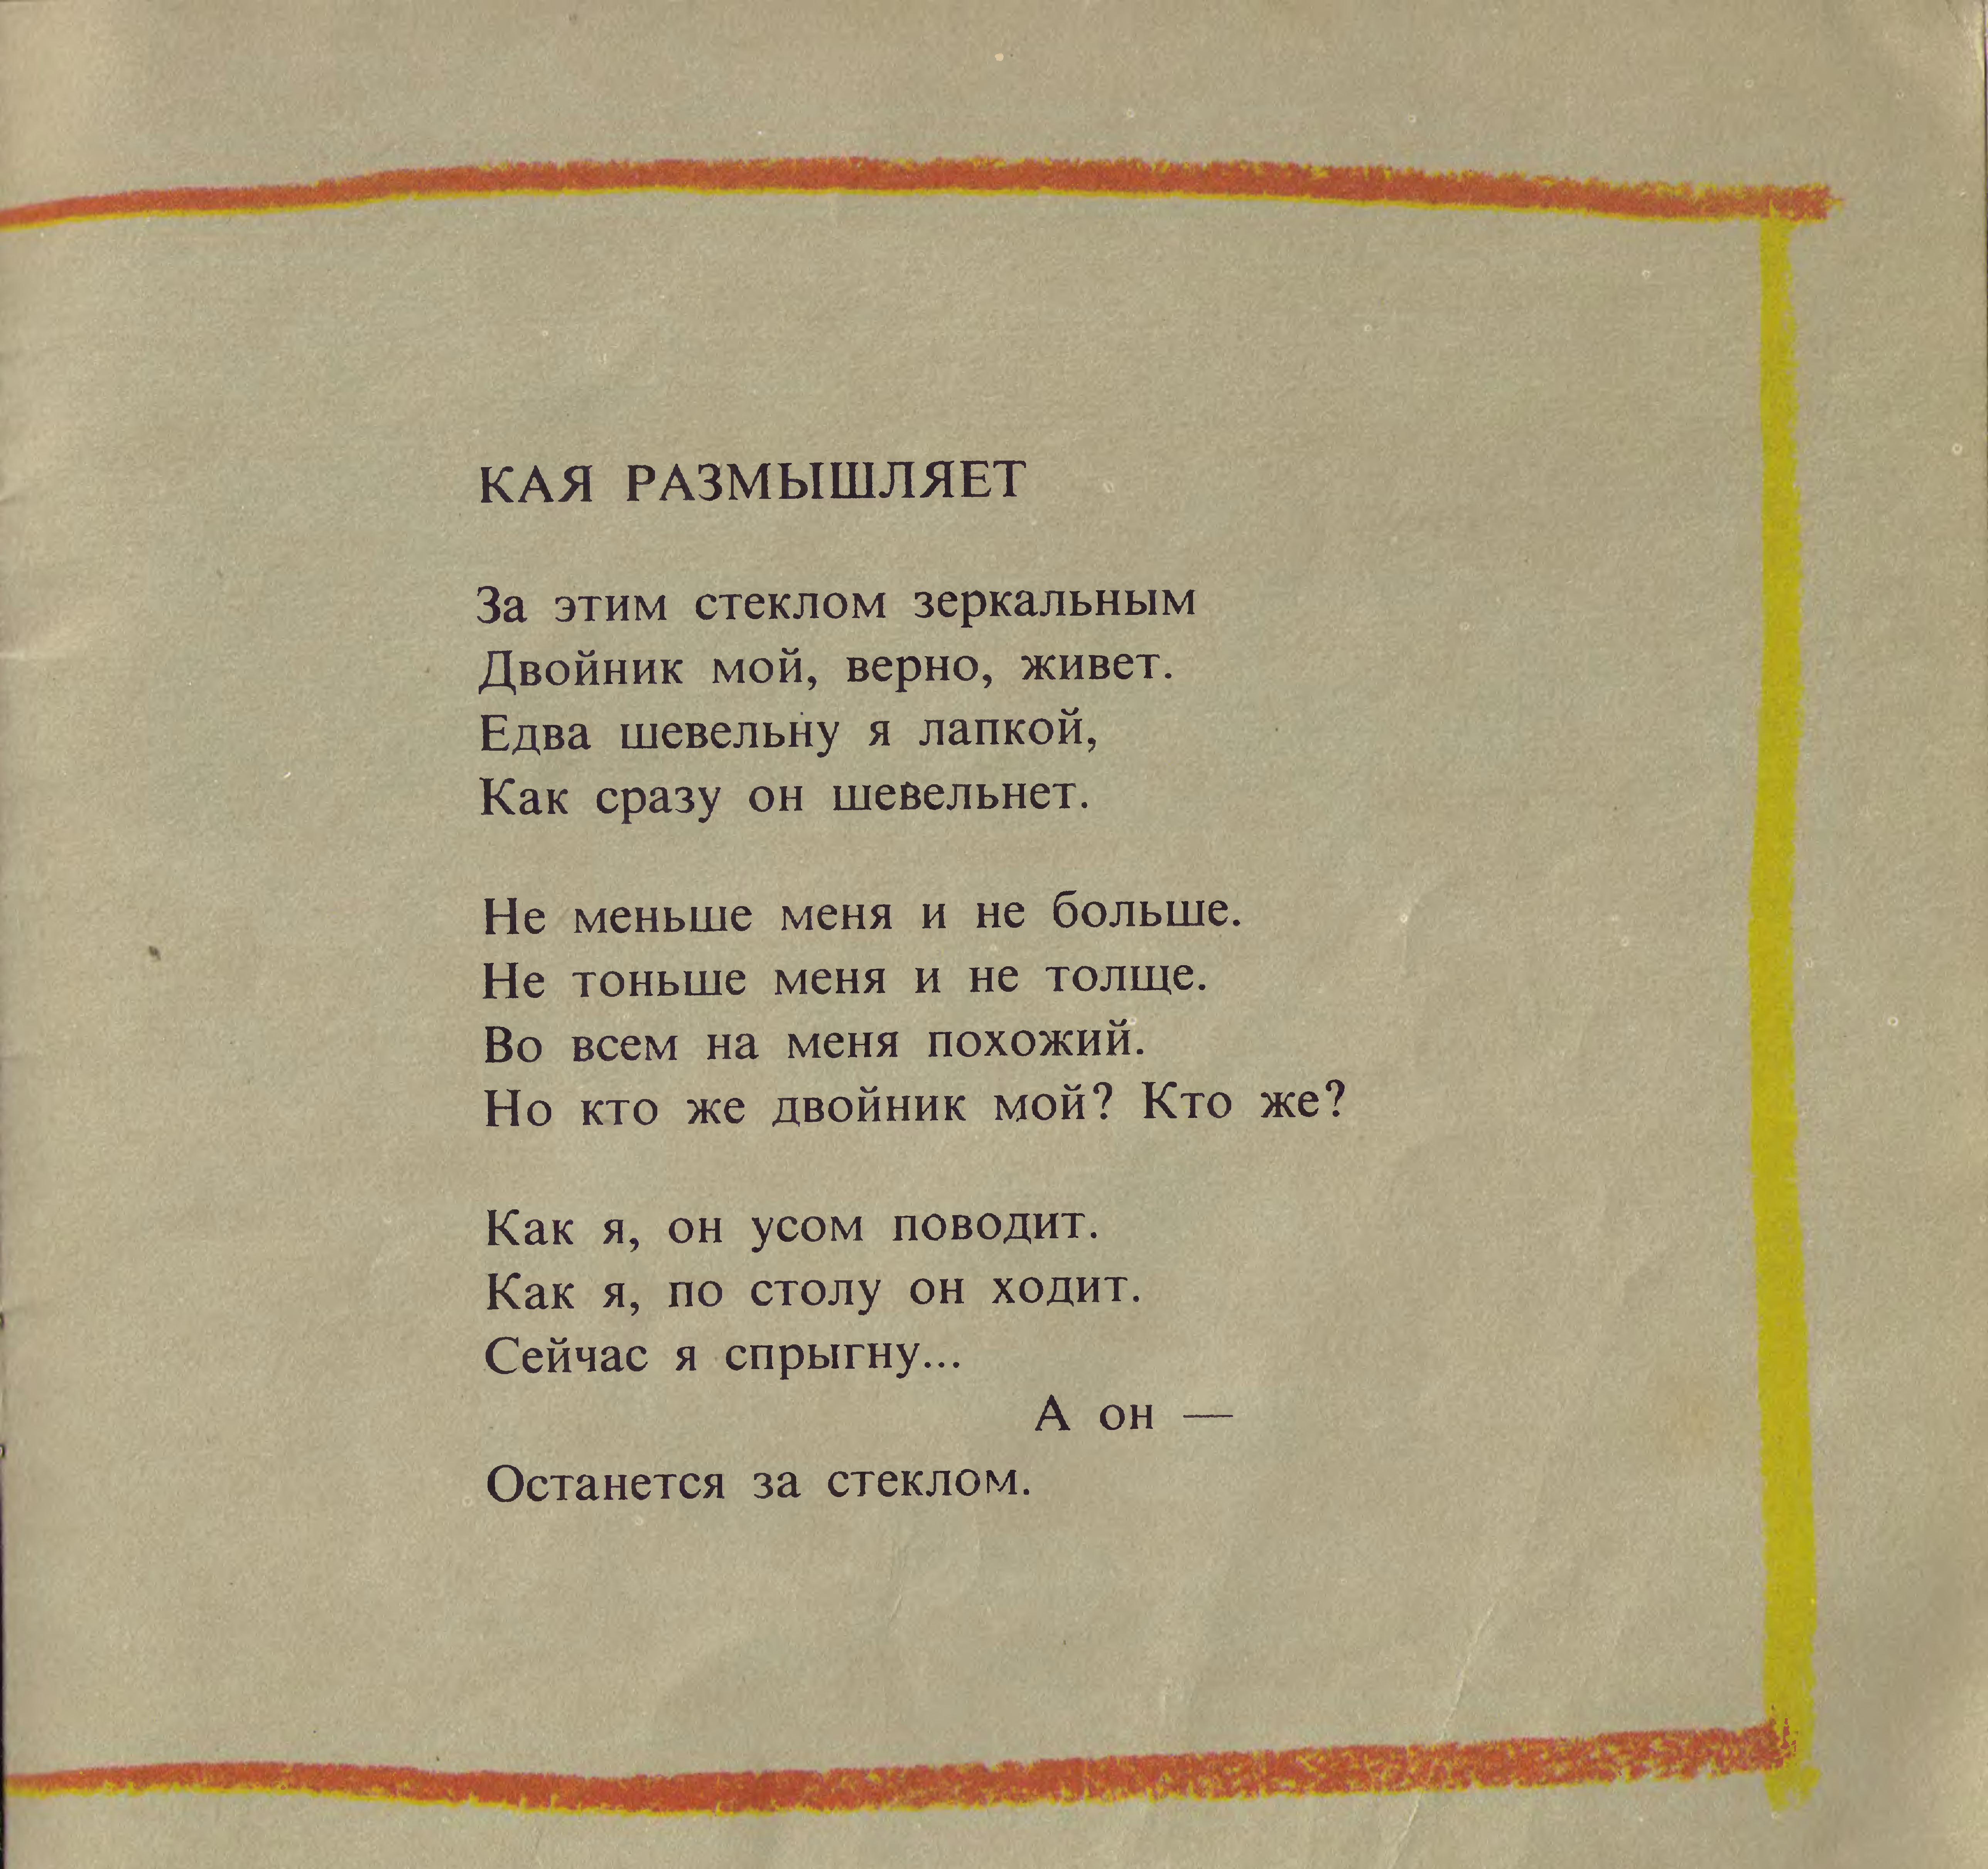 КАЯ РАЗМЫШЛЯЕТ
За этим стеклом зеркальным
Двойник мой, верно, живет.
Едва шевельну я лапкой,
Как сразу он шевельнет.
Не меньше меня и не больше.
Не тоньше меня и не толще.
Во всем на меня похожий.
Но кто же двойник мой? Кто же?
Как я, он усом поводит.
Как я, по столу он ходит.
Сейчас я спрыгну...
А он —
Останется за стеклом.